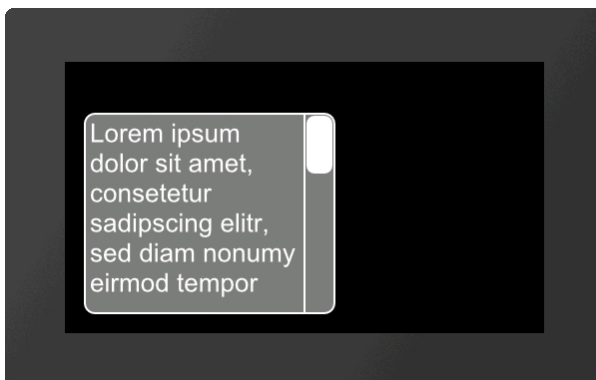 Lorem ipsum
dolor sit amet,
consetetur
sadipscing elitr,
sed diam nonumy
eirmod tempor